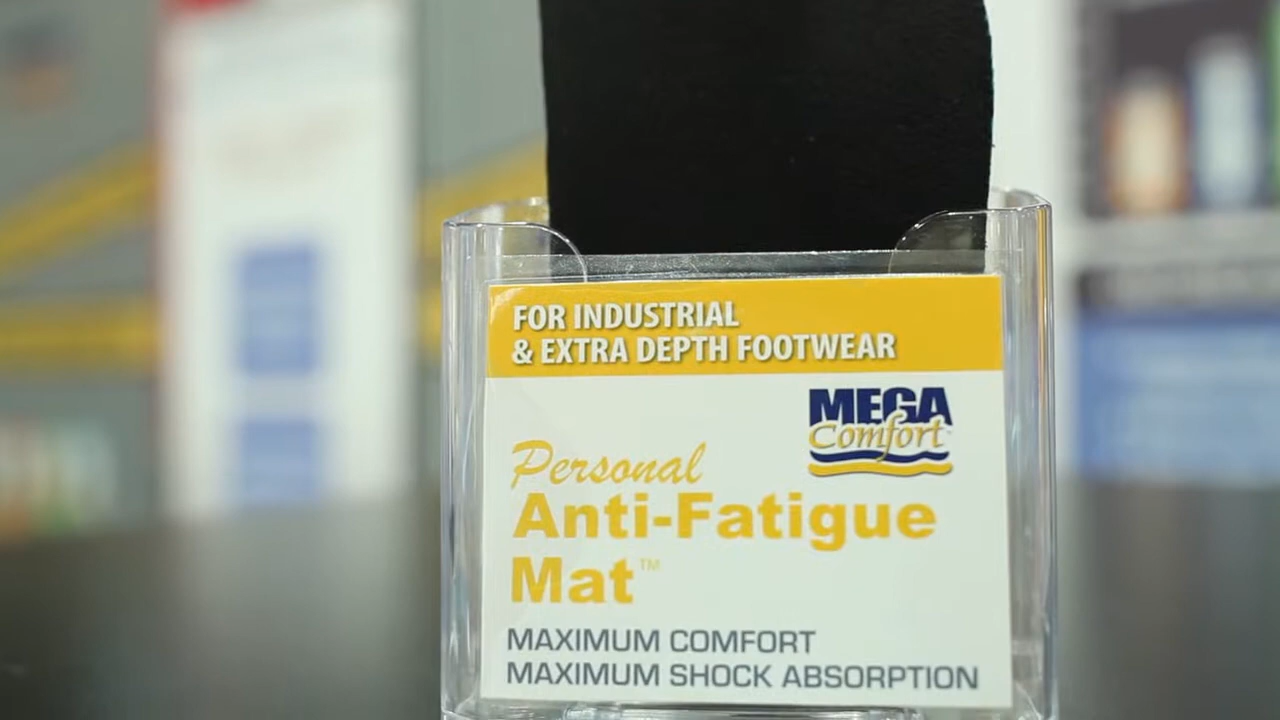 FOR INDUSTRIAL
& EXTRA DEPTH FOOTWEAR
MEGA
Comfort
Personal
Anti-Fatigue
Mat™
MAXIMUM COMFORT
MAXIMUM SHOCK ABSORPTION